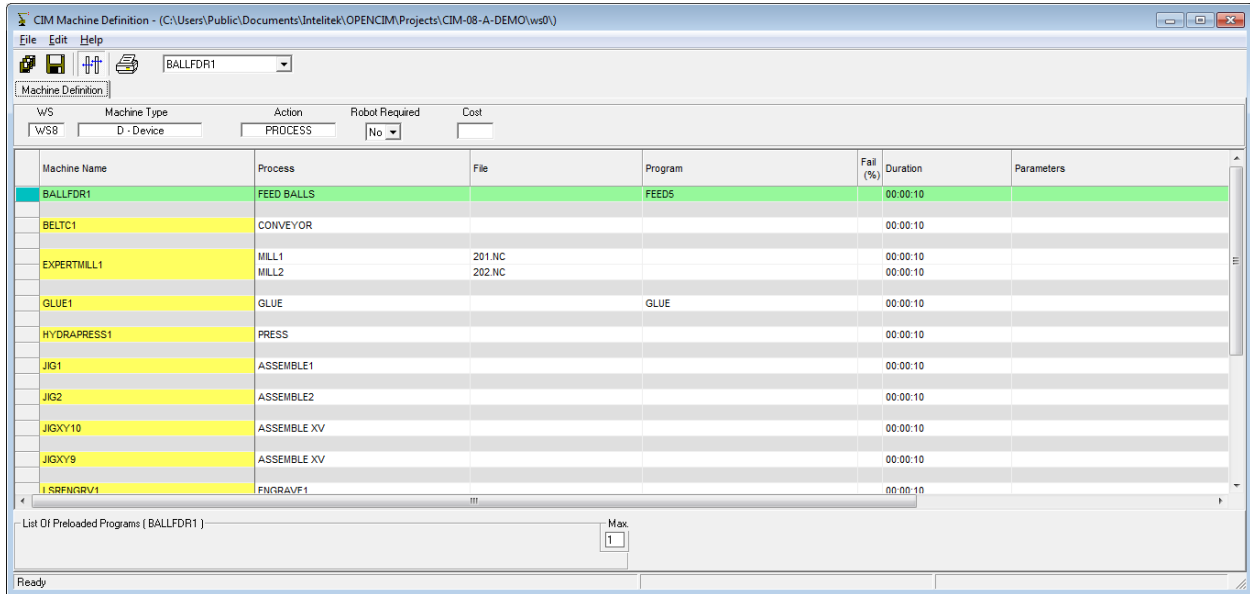 CIM Machine Definition - (C:\Users\Public\Documents\Intelitek\OPENCIM\Projects\CIM-08-A-DEMO\ws0\)
File Edit Help
BALLFDR1
Machine Definition
WS Machine Type Action Robot Required Cost
WS8 D - Device PROCESS No
Machine Name Process File Program Fail (%) Duration Parameters
BALLFDR1 FEED BALLS FEED5 00:00:10
BELTC1 CONVEYOR 00:00:10
EXPERTMILL1 MILL1 201.NC 00:00:10
MILL2 202.NC 00:00:10
GLUE1 GLUE GLUE 00:00:10
HYDRAPRESS1 PRESS 00:00:10
JIG1 ASSEMBLE1 00:00:10
JIG2 ASSEMBLE2 00:00:10
JIGXY10 ASSEMBLE XV 00:00:10
JIGXY9 ASSEMBLE XV 00:00:10
LSRENGRV1 ENGRAVE1 00:00:10
List Of Preloaded Programs ( BALLFDR1 ) Max.
1
Ready